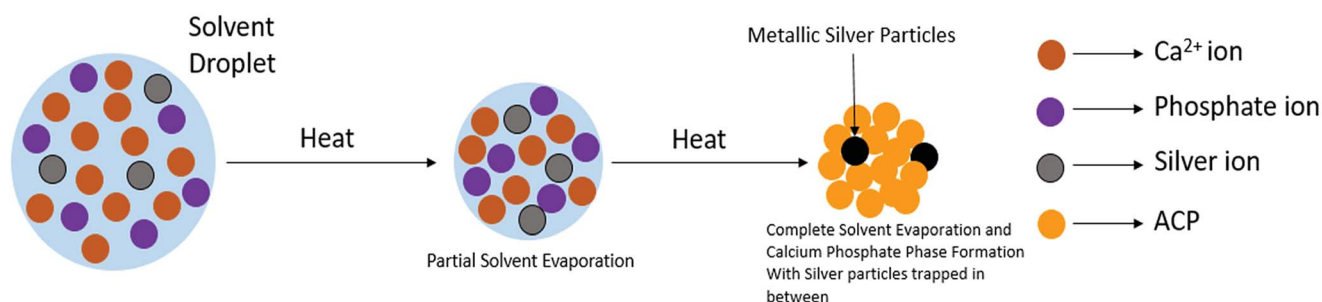 Solvent
Droplet
Heat
Partial Solvent Evaporation
Heat
Metallic Silver Particles
Complete Solvent Evaporation and
Calcium Phosphate Phase Formation
With Silver particles trapped in
between
Ca²⁺ ion
Phosphate ion
Silver ion
ACP